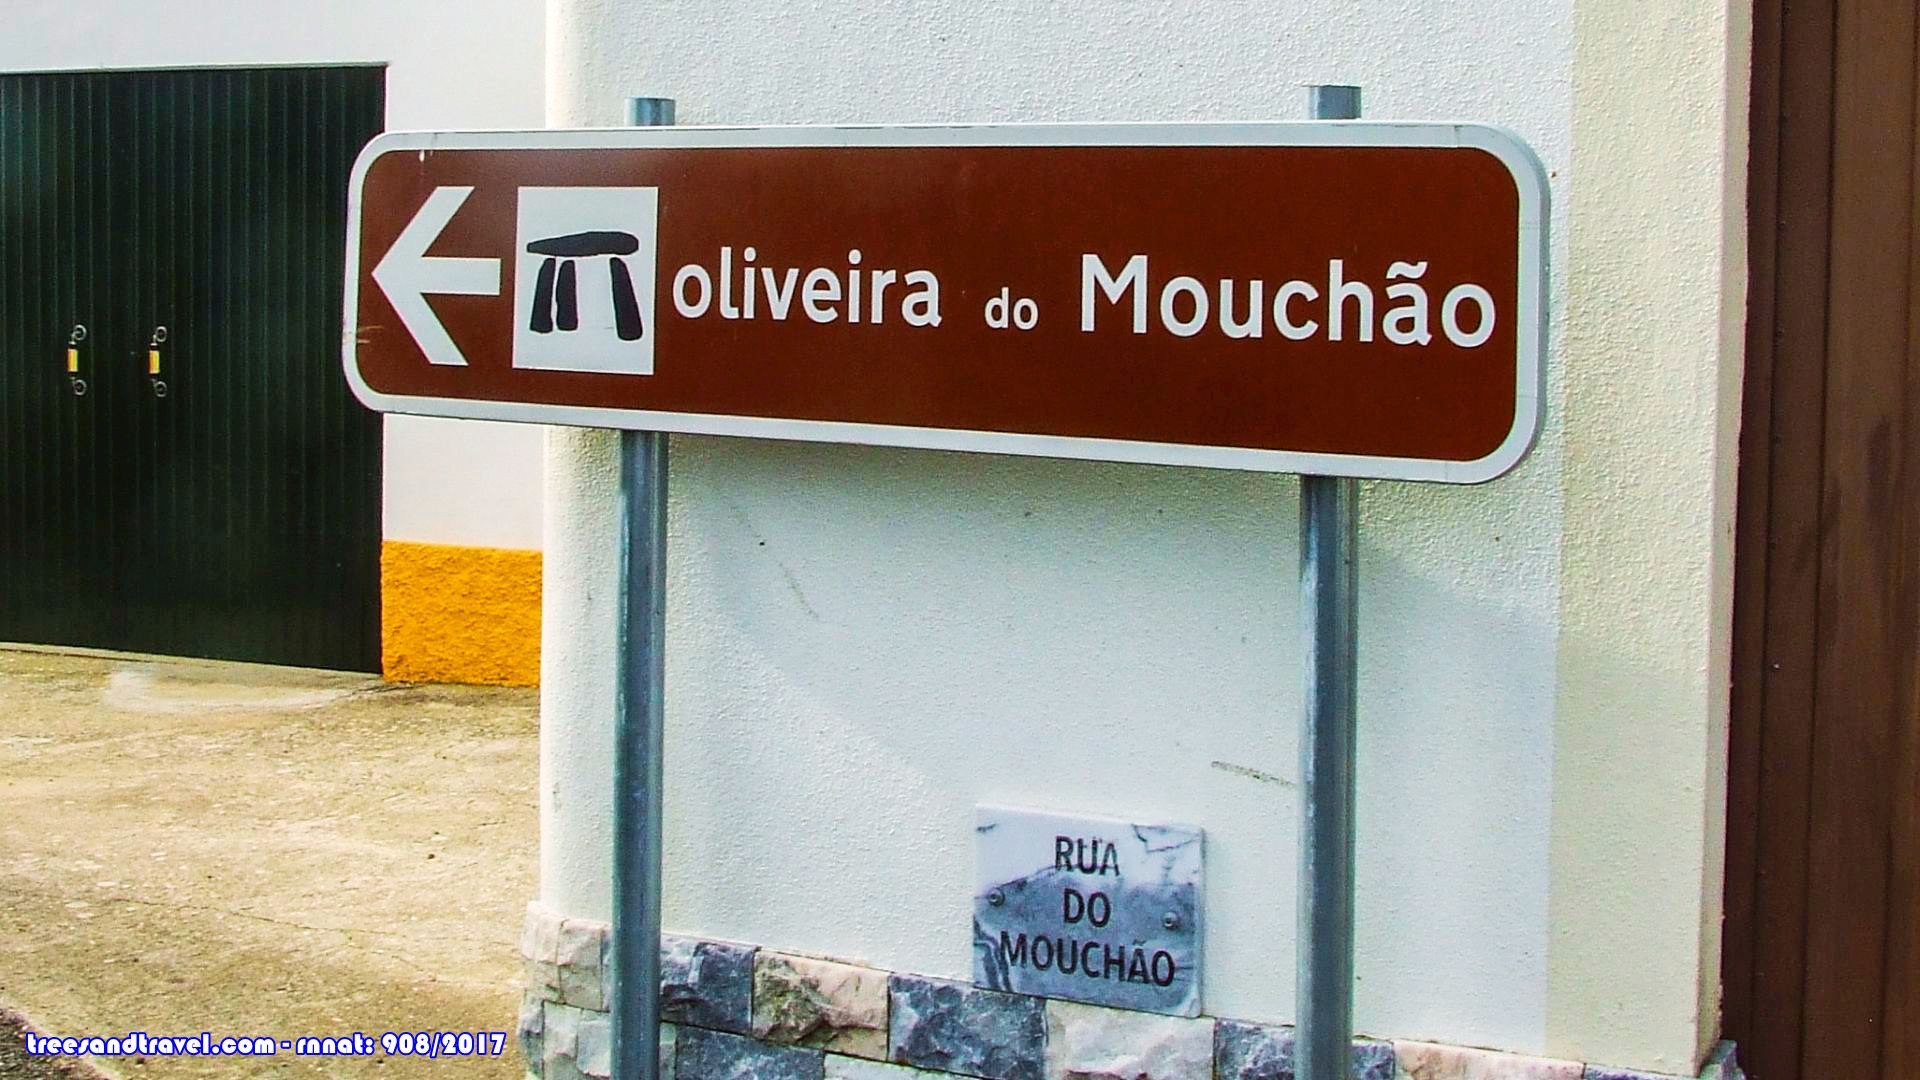 oliveira do Mouchão
RUA
DO
MOUCHÃO
treesandtravel.com - rnnat: 908/2017